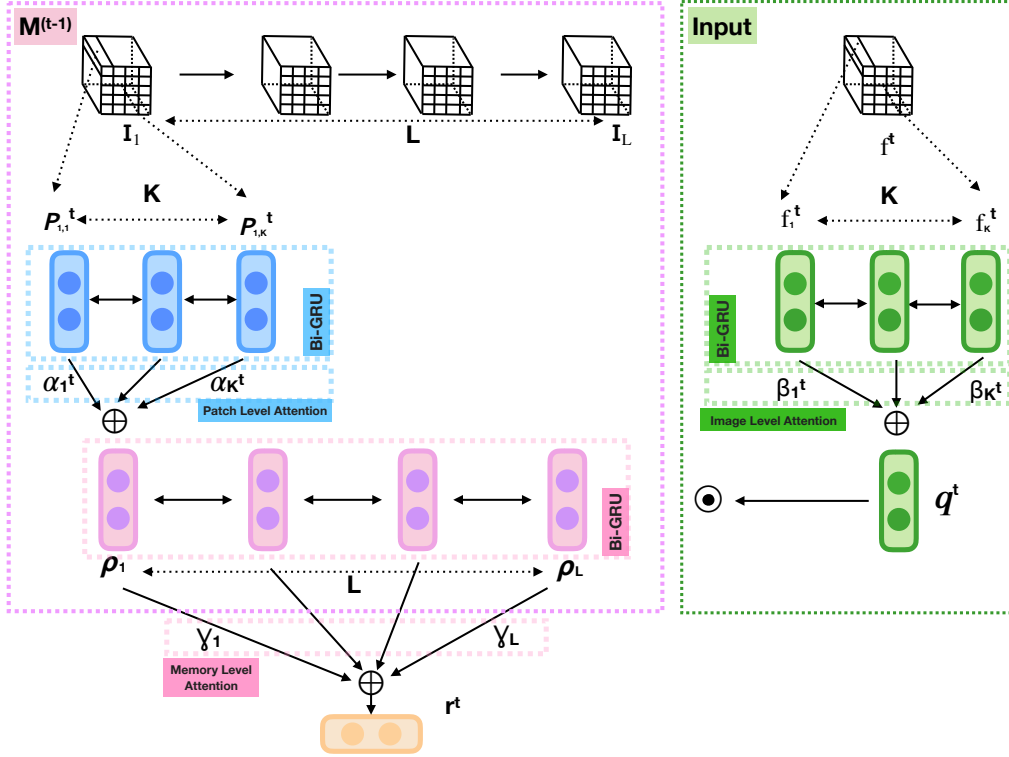 M(t-1)
Input
I1
L
IL
ft
K
P1,1t
P1,Kt
K
f1t
fKt
Bi-GRU
Bi-GRU
α1t
αKt
β1t
βKt
Patch Level Attention
Image Level Attention
Bi-GRU
qt
ρ1
L
ρL
γ1
γL
Memory Level
Attention
rt